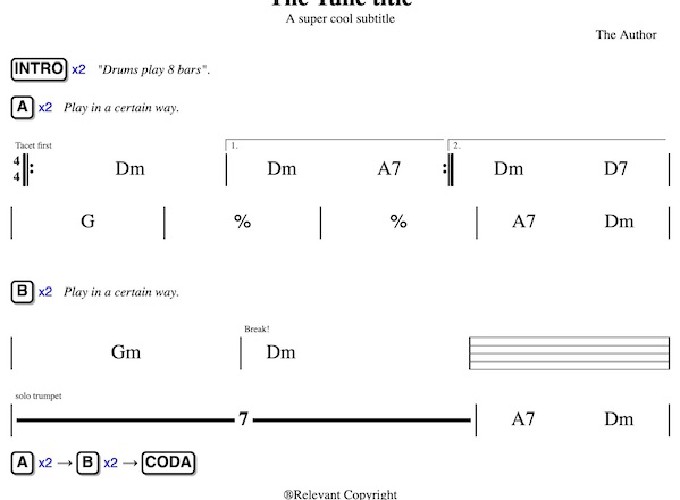 The Tune title
A super cool subtitle
The Author
INTRO x2 "Drums play 8 bars".
A x2 Play in a certain way.
Tacet first 1. 2.
4 4 Dm Dm A7 Dm D7
G % % A7 Dm
B x2 Play in a certain way.
Break!
Gm Dm
solo trumpet
7 A7 Dm
A x2 → B x2 → CODA
®Relevant Copyright